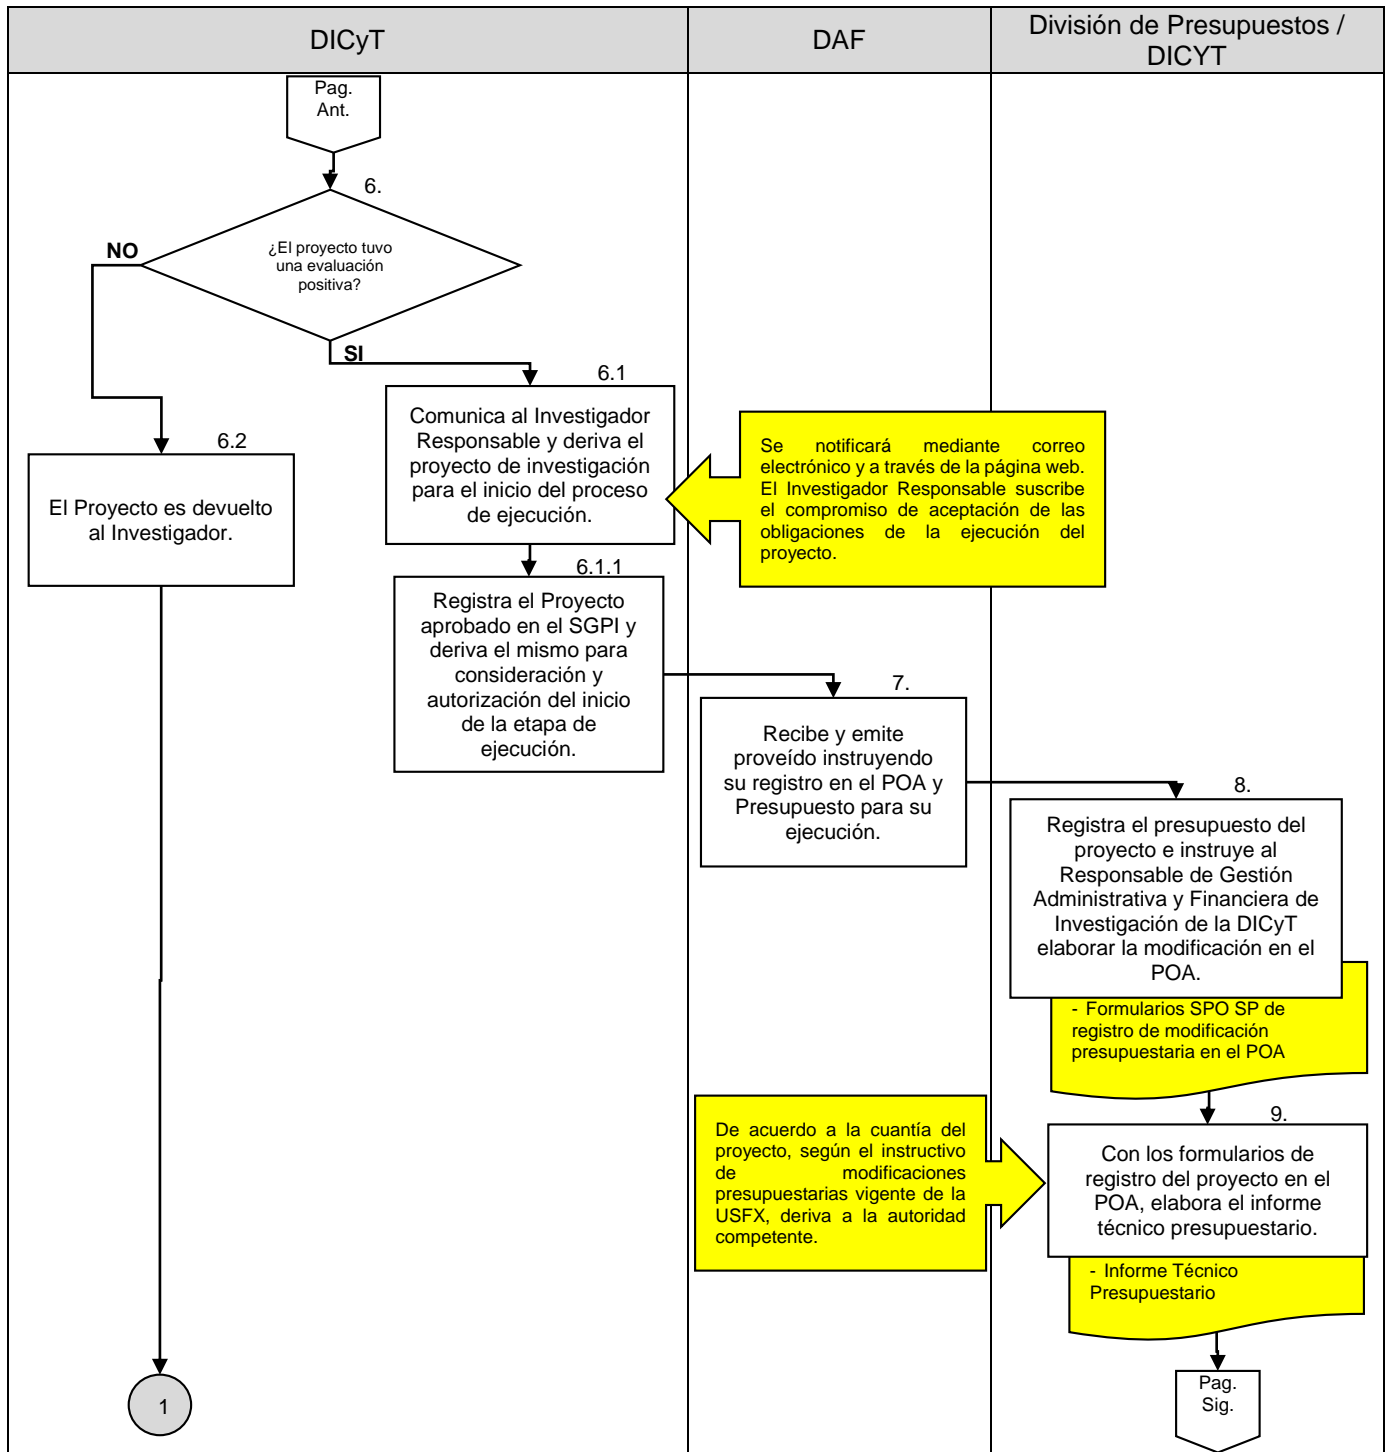 DICyT
DAF
División de Presupuestos /
DICYT
Pag.
Ant.
6.
¿El proyecto tuvo
una evaluación
positiva?
NO
SI
6.1
Comunica al Investigador
Responsable y deriva el
proyecto de investigación
para el inicio del proceso
de ejecución.
Se notificará mediante correo
electrónico y a través de la página web.
El Investigador Responsable suscribe
el compromiso de aceptación de las
obligaciones de la ejecución del
proyecto.
6.2
El Proyecto es devuelto
al Investigador.
6.1.1
Registra el Proyecto
aprobado en el SGPI y
deriva el mismo para
consideración y
autorización del inicio
de la etapa de
ejecución.
7.
Recibe y emite
proveído instruyendo
su registro en el POA y
Presupuesto para su
ejecución.
8.
Registra el presupuesto del
proyecto e instruye al
Responsable de Gestión
Administrativa y Financiera de
Investigación de la DICyT
elaborar la modificación en el
POA.
- Formularios SPO SP de
registro de modificación
presupuestaria en el POA
De acuerdo a la cuantía del
proyecto, según el instructivo
de modificaciones
presupuestarias vigente de la
USFX, deriva a la autoridad
competente.
9.
Con los formularios de
registro del proyecto en el
POA, elabora el informe
técnico presupuestario.
- Informe Técnico
Presupuestario
1
Pag.
Sig.